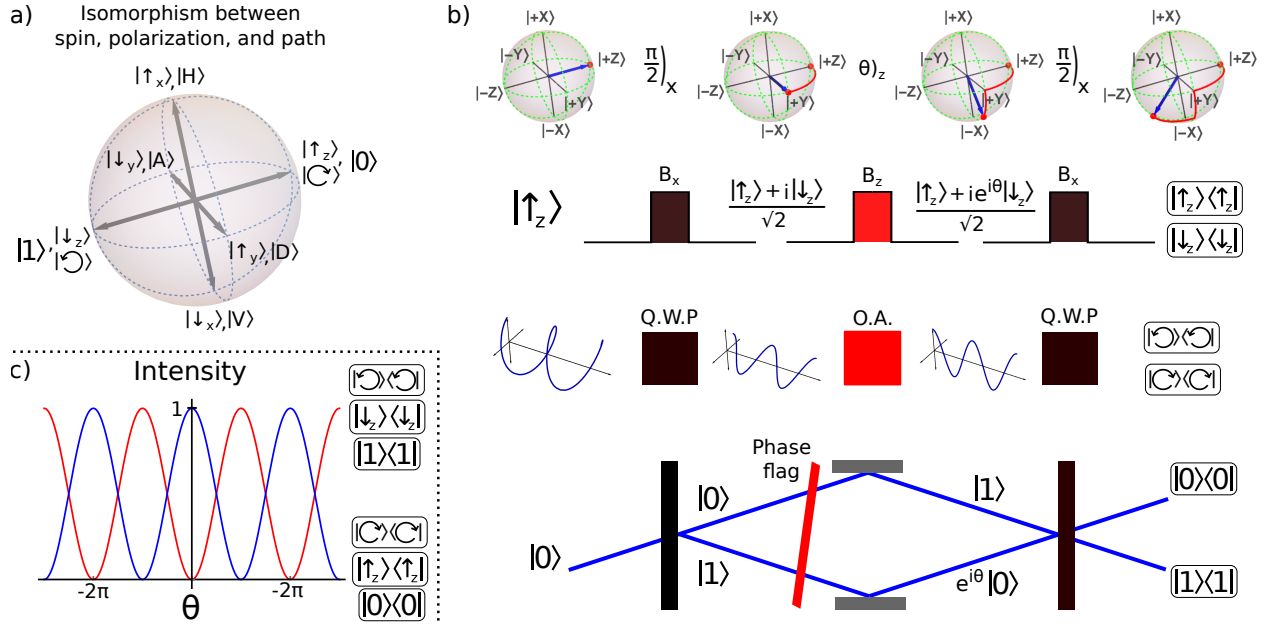 a)
Isomorphism between
spin, polarization, and path
|↑x⟩,|H⟩
|↓y⟩,|A⟩
|↑z⟩, |0⟩
|↻⟩
|1⟩, |↓z⟩
|↺⟩
|↑y⟩,|D⟩
|↓x⟩,|V⟩
b)
|+X⟩
|−Y⟩
|+Z⟩
|−Z⟩
|+Y⟩
|−X⟩
π/2)x
|+X⟩
|−Y⟩
|+Z⟩
|−Z⟩
|+Y⟩
|−X⟩
θ)z
|+X⟩
|−Y⟩
|+Z⟩
|−Z⟩
|+Y⟩
|−X⟩
π/2)x
|+X⟩
|−Y⟩
|+Z⟩
|−Z⟩
|+Y⟩
|−X⟩
|↑z⟩
Bx
|↑z⟩+i|↓z⟩
√2
Bz
|↑z⟩+ie^iθ|↓z⟩
√2
Bx
|↑z⟩⟨↑z|
|↓z⟩⟨↓z|
Q.W.P
O.A.
Q.W.P
|↺⟩⟨↺|
|↻⟩⟨↻|
Phase
flag
|0⟩
|0⟩
|1⟩
|1⟩
e^iθ|0⟩
|0⟩⟨0|
|1⟩⟨1|
c)
Intensity
1
-2π
-2π
θ
|↺⟩⟨↺|
|↓z⟩⟨↓z|
|1⟩⟨1|
|↻⟩⟨↻|
|↑z⟩⟨↑z|
|0⟩⟨0|